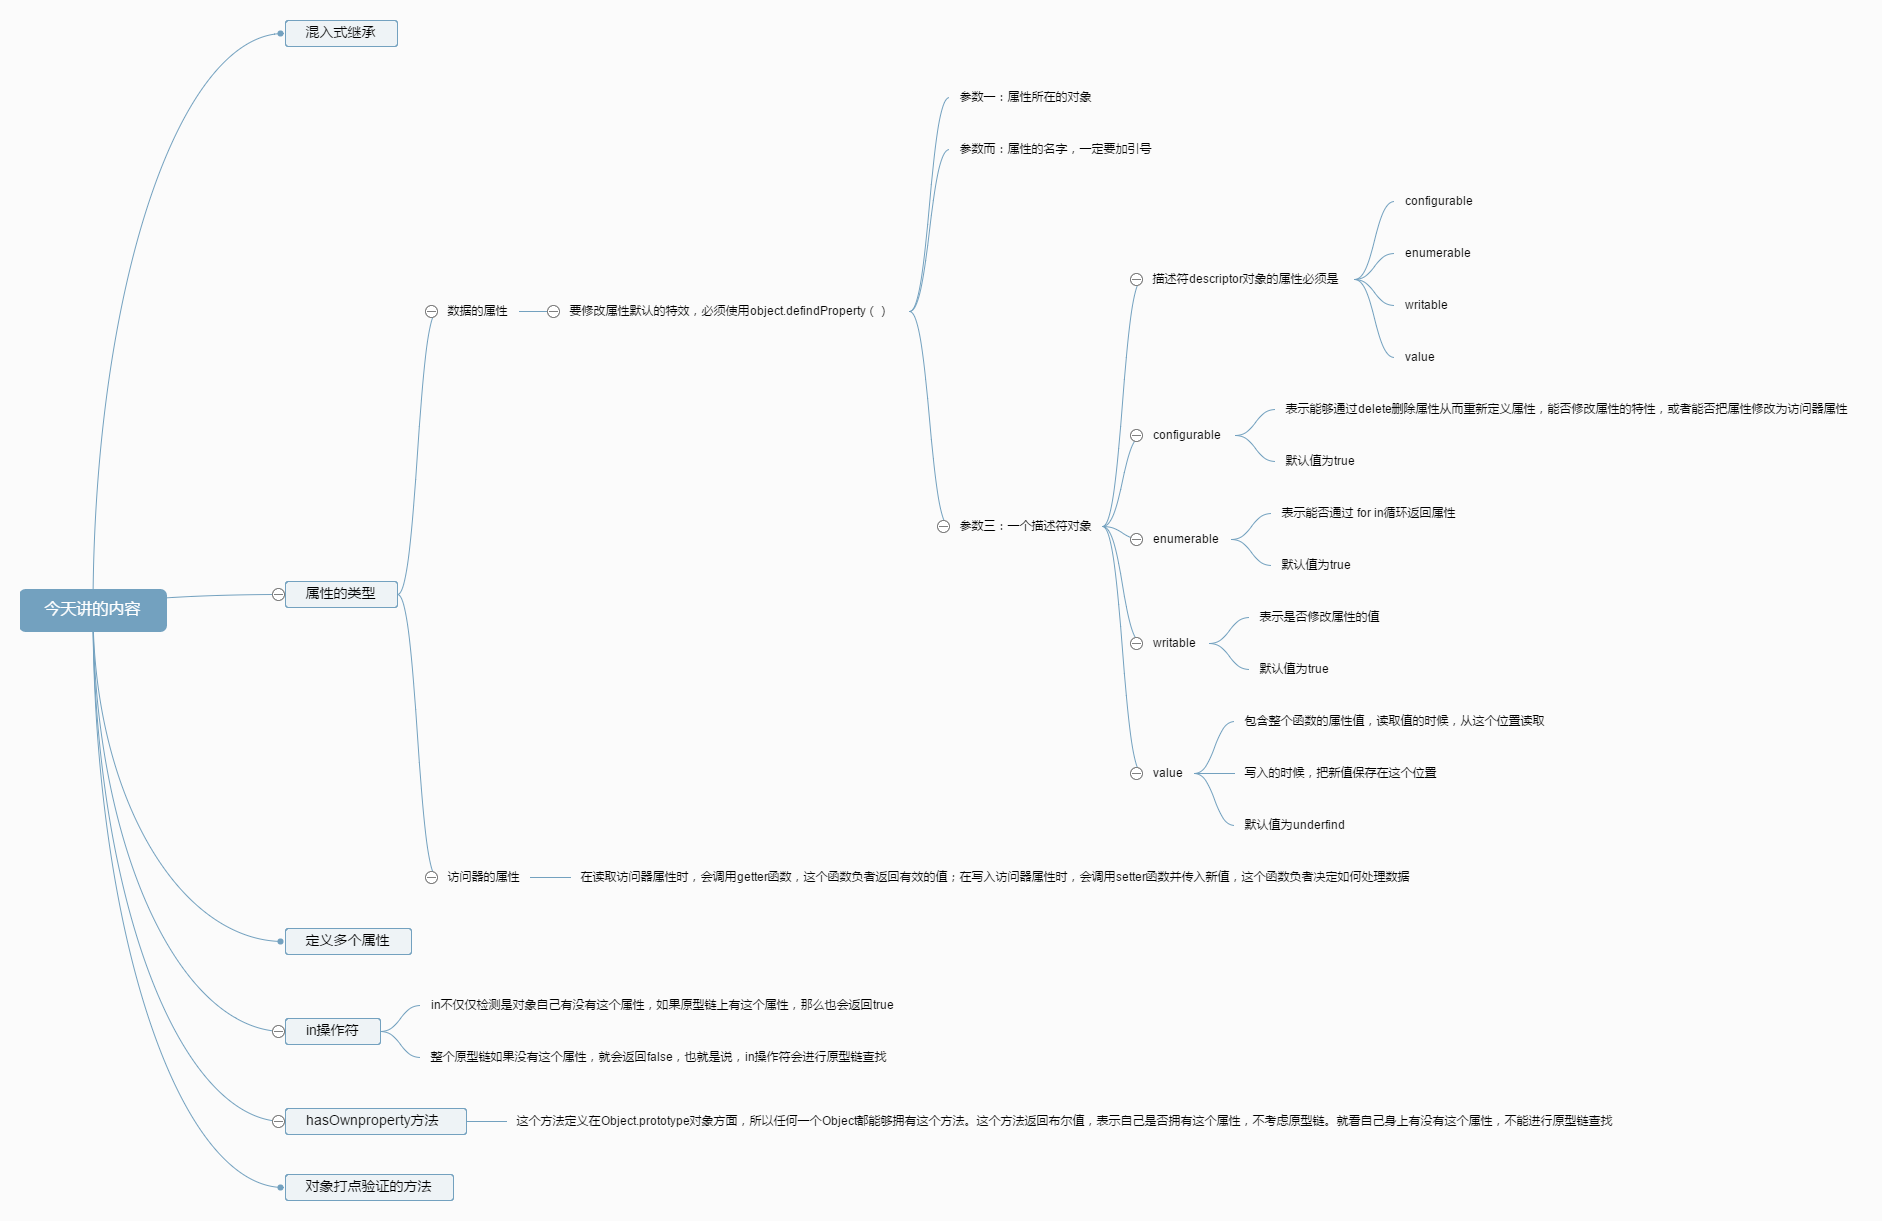 今天讲的内容
混入式继承
属性的类型
数据的属性
要修改属性默认的特效，必须使用object.defindProperty（ ）
参数一：属性所在的对象
参数而：属性的名字，一定要加引号
参数三：一个描述符对象
描述符descriptor对象的属性必须是
configurable
enumerable
writable
value
configurable
表示能够通过delete删除属性从而重新定义属性，能否修改属性的特性，或者能否把属性修改为访问器属性
默认值为true
enumerable
表示能否通过 for in循环返回属性
默认值为true
writable
表示是否修改属性的值
默认值为true
value
包含整个函数的属性值，读取值的时候，从这个位置读取
写入的时候，把新值保存在这个位置
默认值为underfind
访问器的属性
在读取访问器属性时，会调用getter函数，这个函数负者返回有效的值；在写入访问器属性时，会调用setter函数并传入新值，这个函数负者决定如何处理数据
定义多个属性
in操作符
in不仅仅检测是对象自己有没有这个属性，如果原型链上有这个属性，那么也会返回true
整个原型链如果没有这个属性，就会返回false，也就是说，in操作符会进行原型链查找
hasOwnproperty方法
这个方法定义在Object.prototype对象方面，所以任何一个Object都能够拥有这个方法。这个方法返回布尔值，表示自己是否拥有这个属性，不考虑原型链。就看自己身上有没有这个属性，不能进行原型链查找
对象打点验证的方法